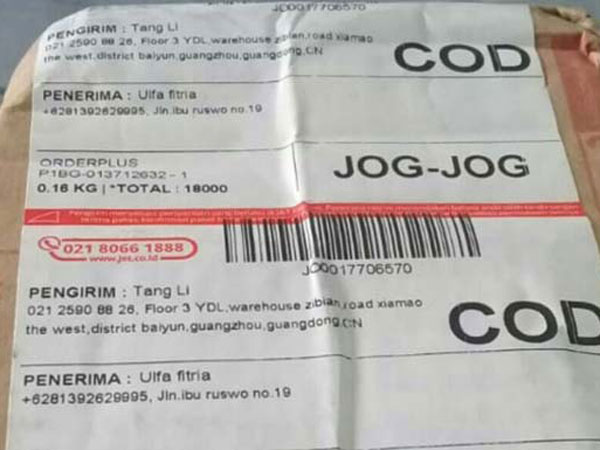 JD0017706570
PENGIRIM : Tang Li
021 2590 88 26, Floor 3 YDL,warehouse zibian,road xiamao
the west,district baiyun,guangzhou,guangdong,CN
COD
PENERIMA : Ulfa fitria
+6281392629995, Jln.ibu ruswo no.19
ORDERPLUS
P1BG-013712632 - 1
0.16 KG | *TOTAL : 18000
JOG-JOG
021 8066 1888
www.jet.co.id
JD0017706570
PENGIRIM : Tang Li
021 2590 88 26, Floor 3 YDL,warehouse zibian,road xiamao
the west,district baiyun,guangzhou,guangdong,CN
COD
PENERIMA : Ulfa fitria
+6281392629995, Jln.ibu ruswo no.19